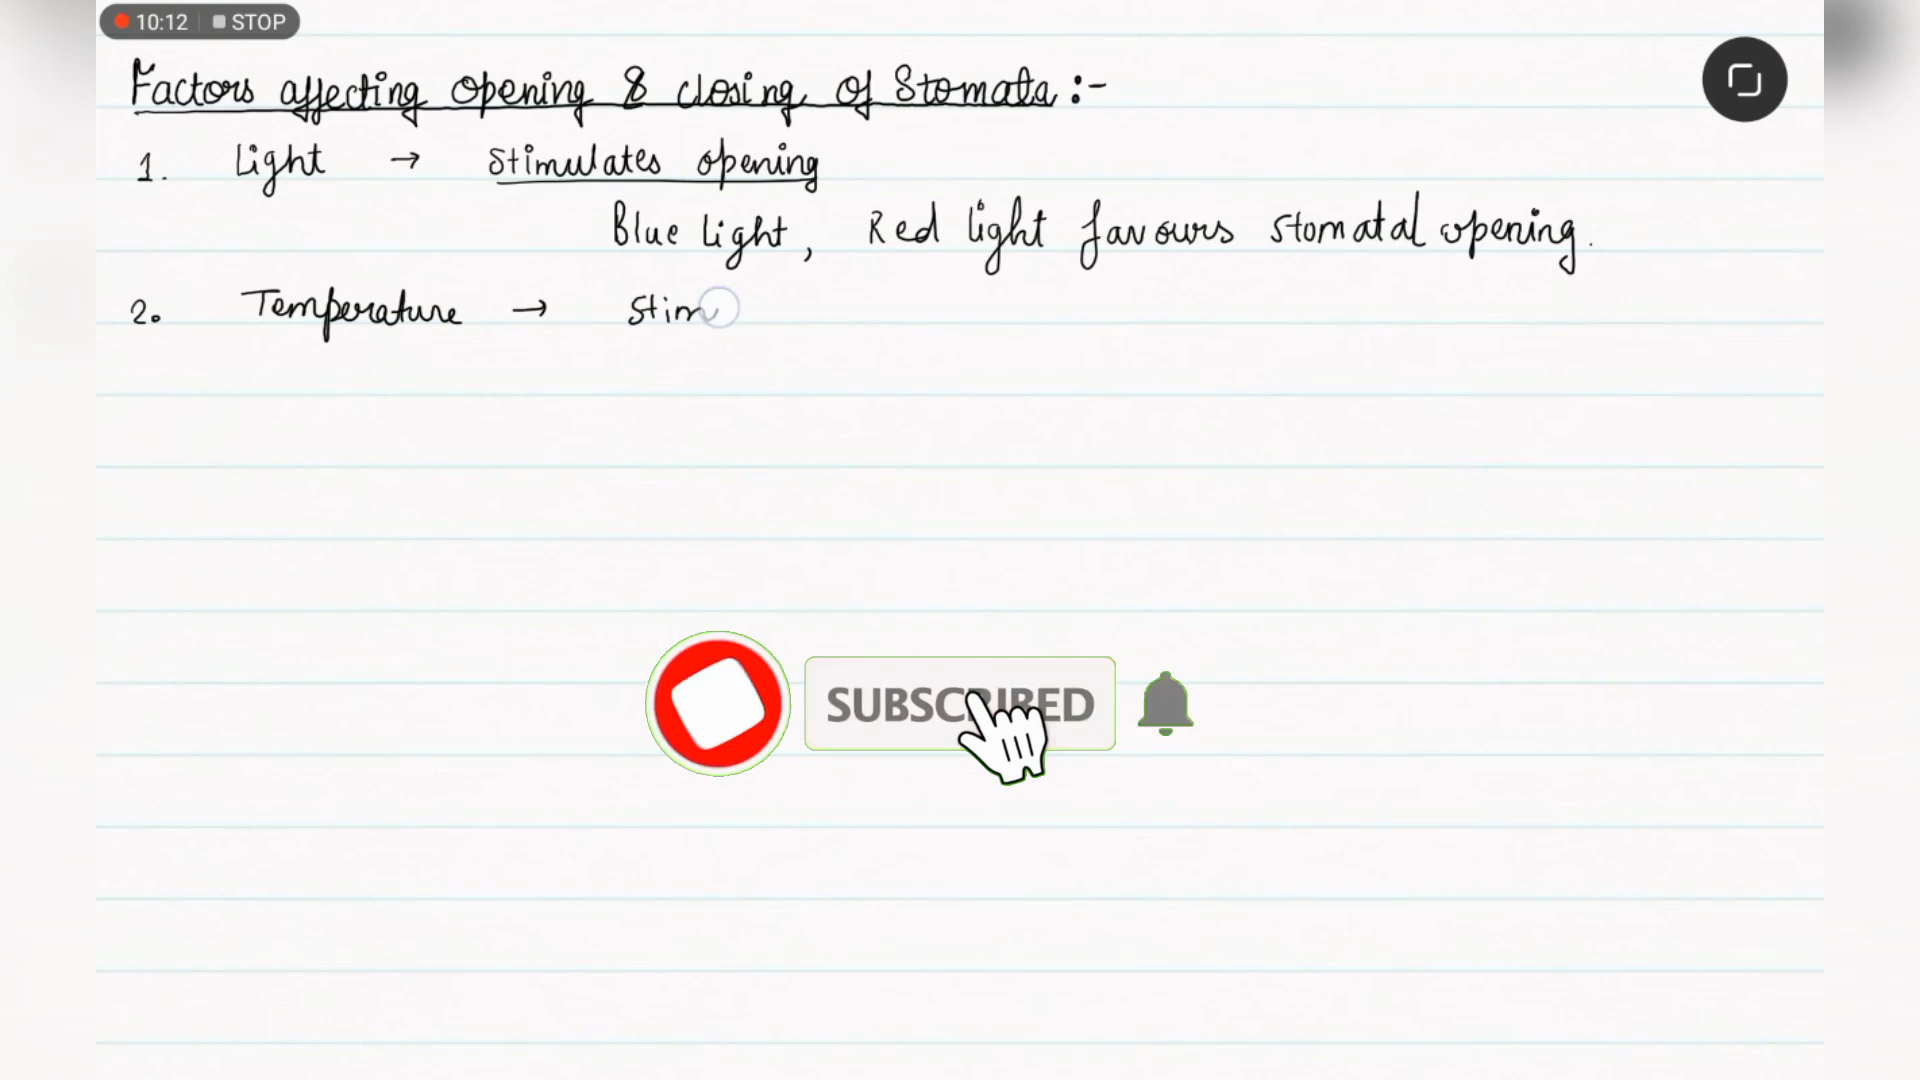 10:12 STOP
Factors affecting opening & closing of Stomata :-
1. Light → Stimulates opening
Blue light, Red light favours stomatal opening.
2. Temperature → Stim
SUBSCRIBED